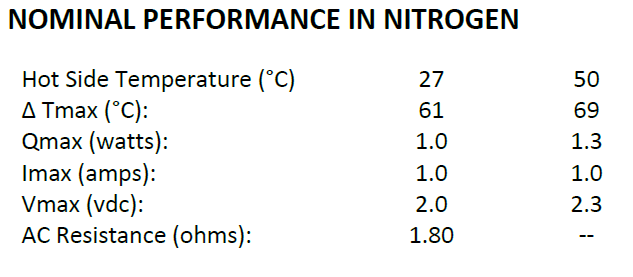 NOMINAL PERFORMANCE IN NITROGEN
Hot Side Temperature (°C) 27 50
Δ Tmax (°C): 61 69
Qmax (watts): 1.0 1.3
Imax (amps): 1.0 1.0
Vmax (vdc): 2.0 2.3
AC Resistance (ohms): 1.80 --